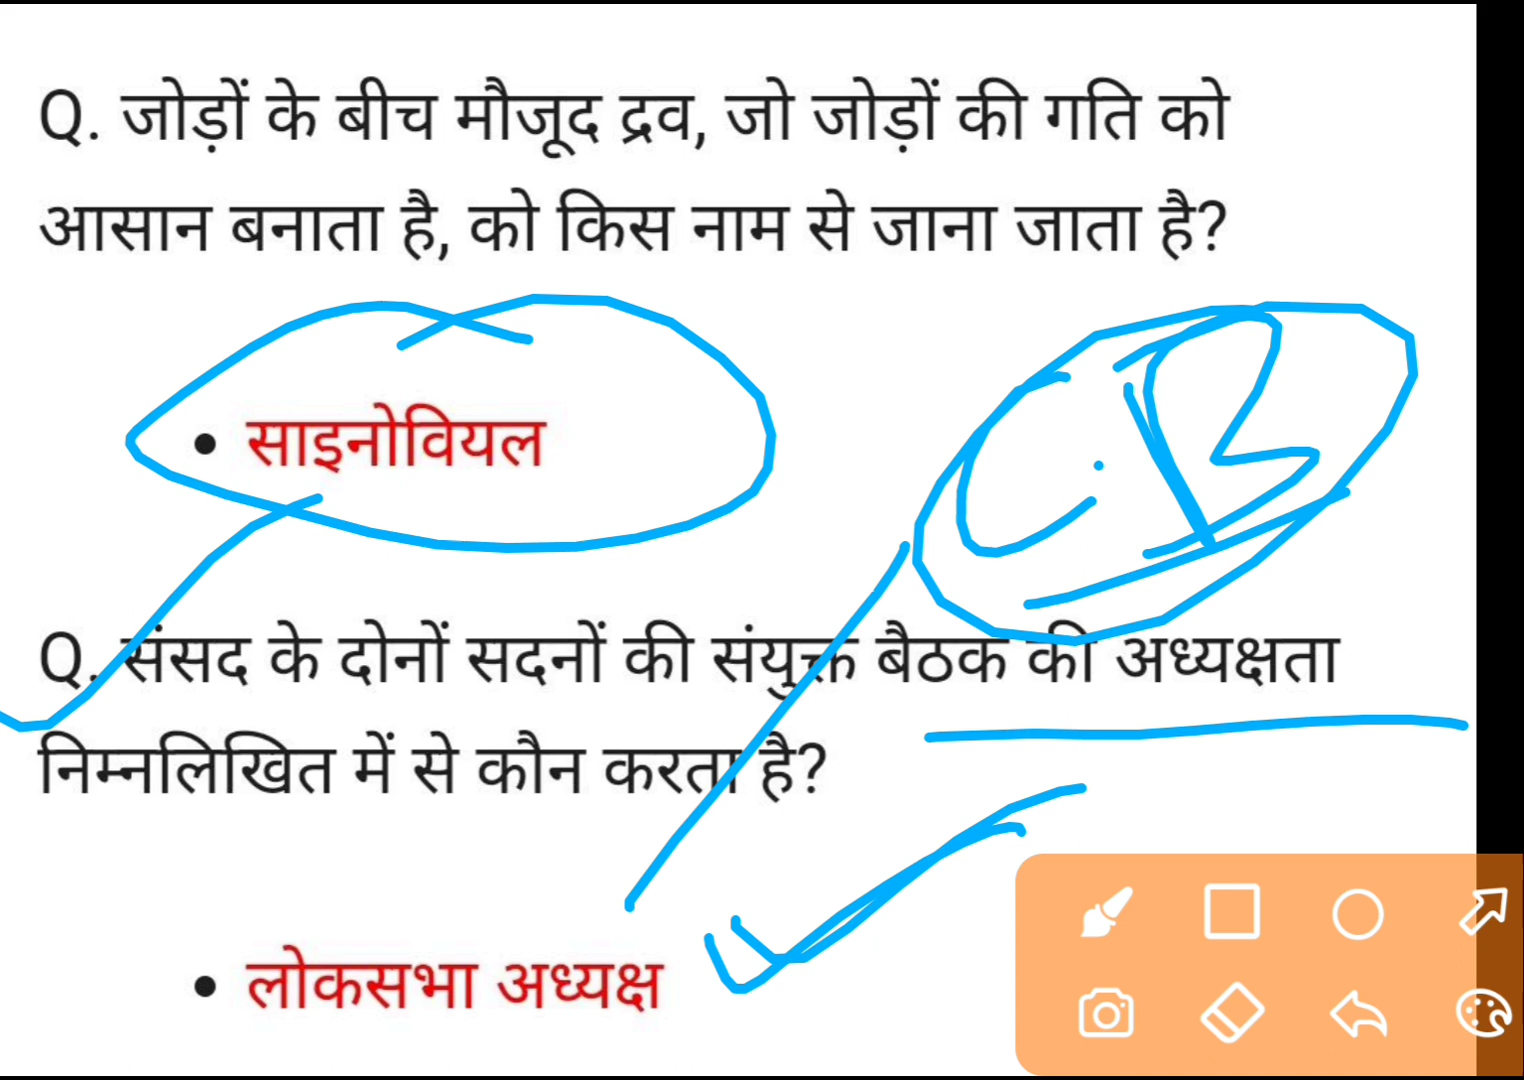 Q. जोड़ों के बीच मौजूद द्रव, जो जोड़ों की गति को
आसान बनाता है, को किस नाम से जाना जाता है?
• साइनोवियल
Q. संसद के दोनों सदनों की संयुक्त बैठक की अध्यक्षता
निम्नलिखित में से कौन करता है?
• लोकसभा अध्यक्ष